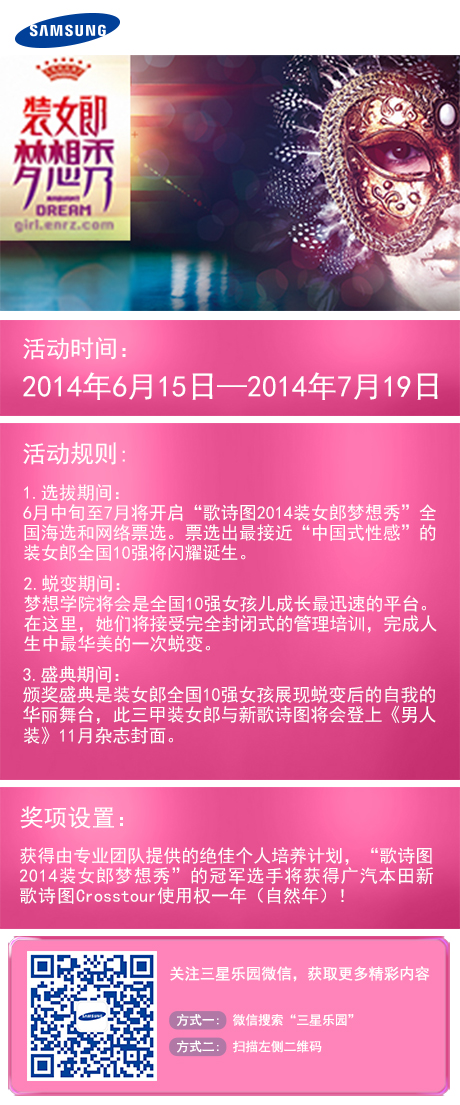 SAMSUNG
装女郎
梦想秀
RADIANT
DREAM
girl.enrz.com
活动时间：
2014年6月15日—2014年7月19日
活动规则：
1.选拔期间：
6月中旬至7月将开启“歌诗图2014装女郎梦想秀”全
国海选和网络票选。票选出最接近“中国式性感”的
装女郎全国10强将闪耀诞生。
2.蜕变期间：
梦想学院将会是全国10强女孩儿成长最迅速的平台。
在这里，她们将接受完全封闭式的管理培训，完成人
生中最华美的一次蜕变。
3.盛典期间：
颁奖盛典是装女郎全国10强女孩展现蜕变后的自我的
华丽舞台，此三甲装女郎与新歌诗图将会登上《男人
装》11月杂志封面。
奖项设置：
获得由专业团队提供的绝佳个人培养计划，“歌诗图
2014装女郎梦想秀”的冠军选手将获得广汽本田新
歌诗图Crosstour使用权一年（自然年）！
关注三星乐园微信，获取更多精彩内容
方式一：微信搜索“三星乐园”
方式二：扫描左侧二维码
SAMSUNG